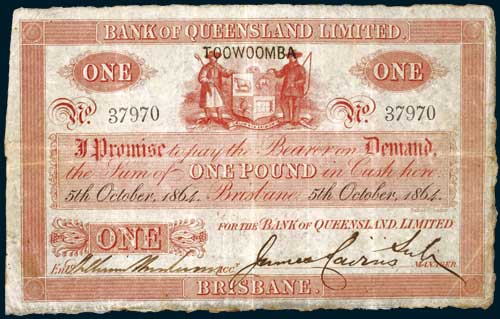 BANK OF QUEENSLAND LIMITED.
TOOWOOMBA
ONE ONE
No. 37970 No. 37970
I Promise to pay the Bearer on Demand,
the Sum of ONE POUND in Cash here.
5th October, 1864. Brisbane 5th October, 1864.
FOR THE BANK OF QUEENSLAND LIMITED
ONE
Entd. Acct. James Cairns MANAGER.
BRISBANE.